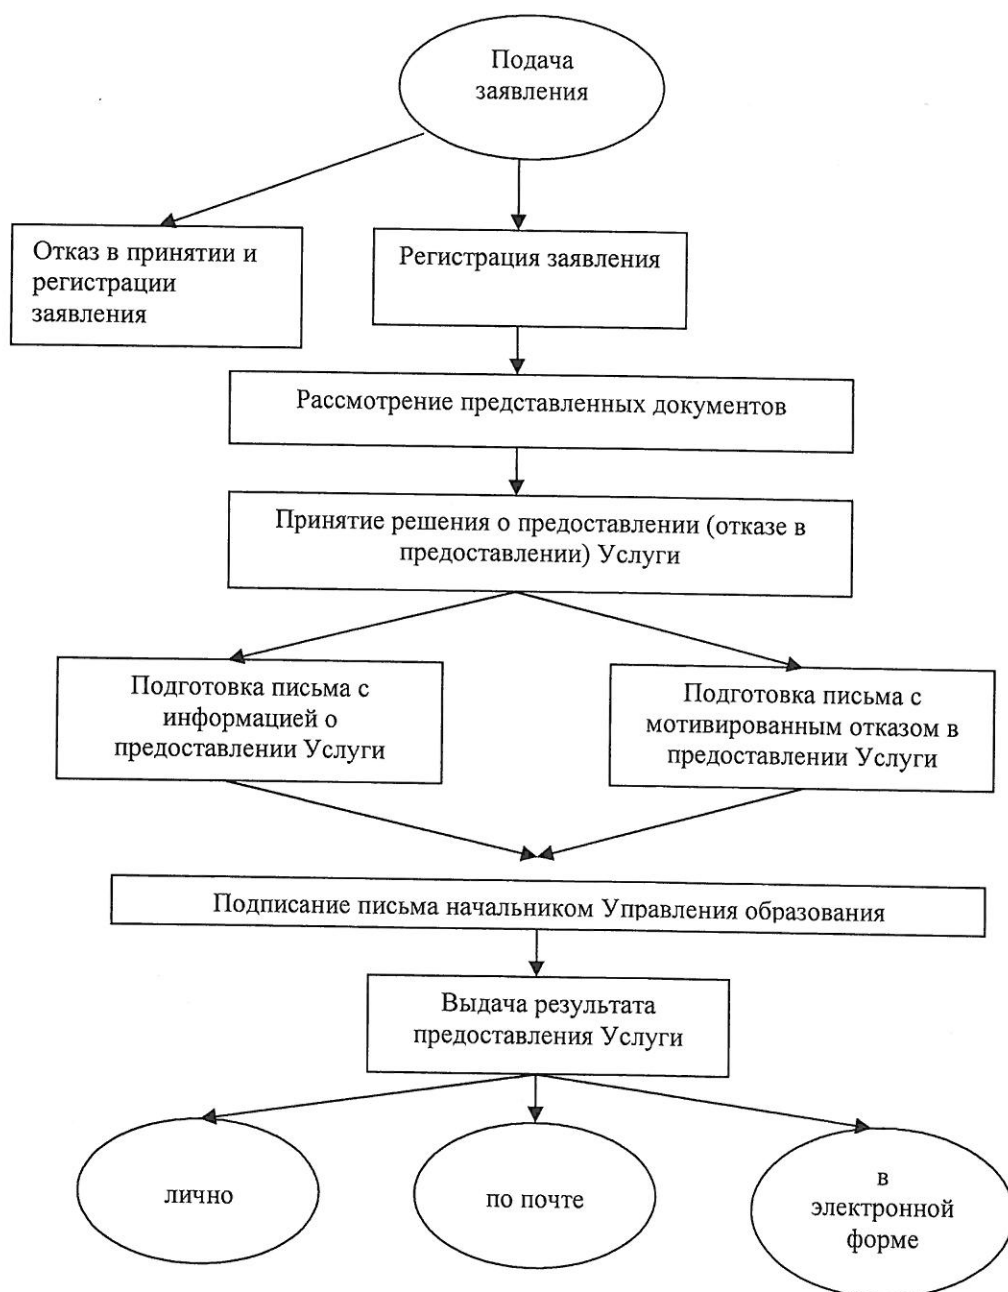 Подача
заявления
Отказ в принятии и
регистрации
заявления
Регистрация заявления
Рассмотрение представленных документов
Принятие решения о предоставлении (отказе в
предоставлении) Услуги
Подготовка письма с
информацией о
предоставлении Услуги
Подготовка письма с
мотивированным отказом в
предоставлении Услуги
Подписание письма начальником Управления образования
Выдача результата
предоставления Услуги
лично
по почте
в
электронной
форме